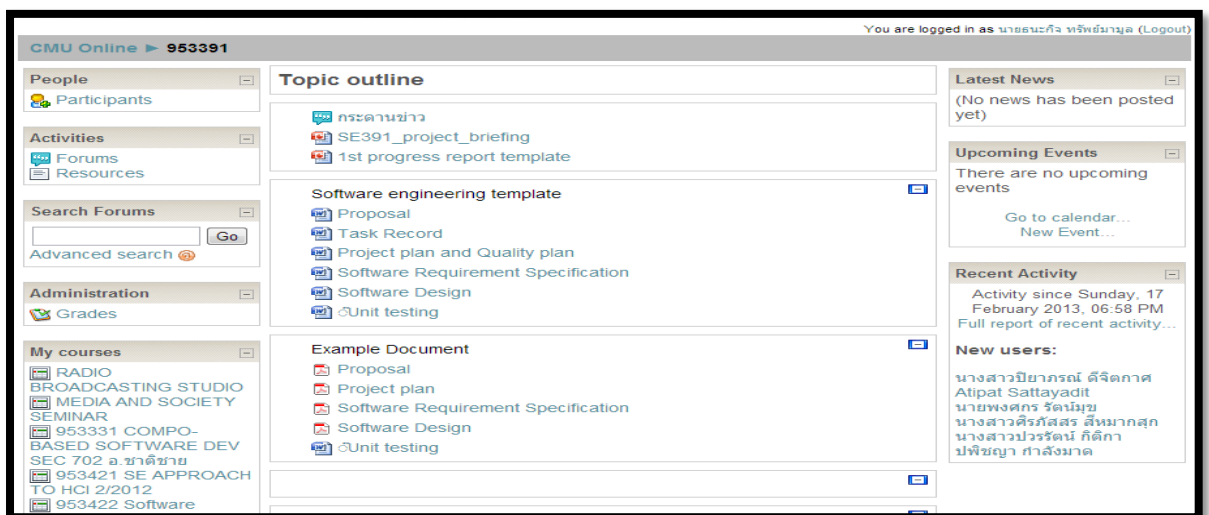 You are logged in as นายธนะกิจ ทรัพย์มามูล (Logout)
CMU Online ► 953391
People
Participants
Activities
Forums
Resources
Search Forums
Go
Advanced search
Administration
Grades
My courses
RADIO
BROADCASTING STUDIO
MEDIA AND SOCIETY
SEMINAR
953331 COMPO-
BASED SOFTWARE DEV
SEC 702 อ.ชาติชาย
953421 SE APPROACH
TO HCI 2/2012
953422 Software
Topic outline
กระดานข่าว
SE391_project_briefing
1st progress report template
Software engineering template
Proposal
Task Record
Project plan and Quality plan
Software Requirement Specification
Software Design
Unit testing
Example Document
Proposal
Project plan
Software Requirement Specification
Software Design
Unit testing
Latest News
(No news has been posted
yet)
Upcoming Events
There are no upcoming
events
Go to calendar...
New Event...
Recent Activity
Activity since Sunday, 17
February 2013, 06:58 PM
Full report of recent activity...
New users:
นางสาวปิยาภรณ์ ดีจิตกาศ
Atipat Sattayadit
นายพงศกร รัตน์มุข
นางสาวศิรภัสสร สีหมากสุก
นางสาวปวรรัตน์ กิติกา
ปพิชญา กำลังมาด